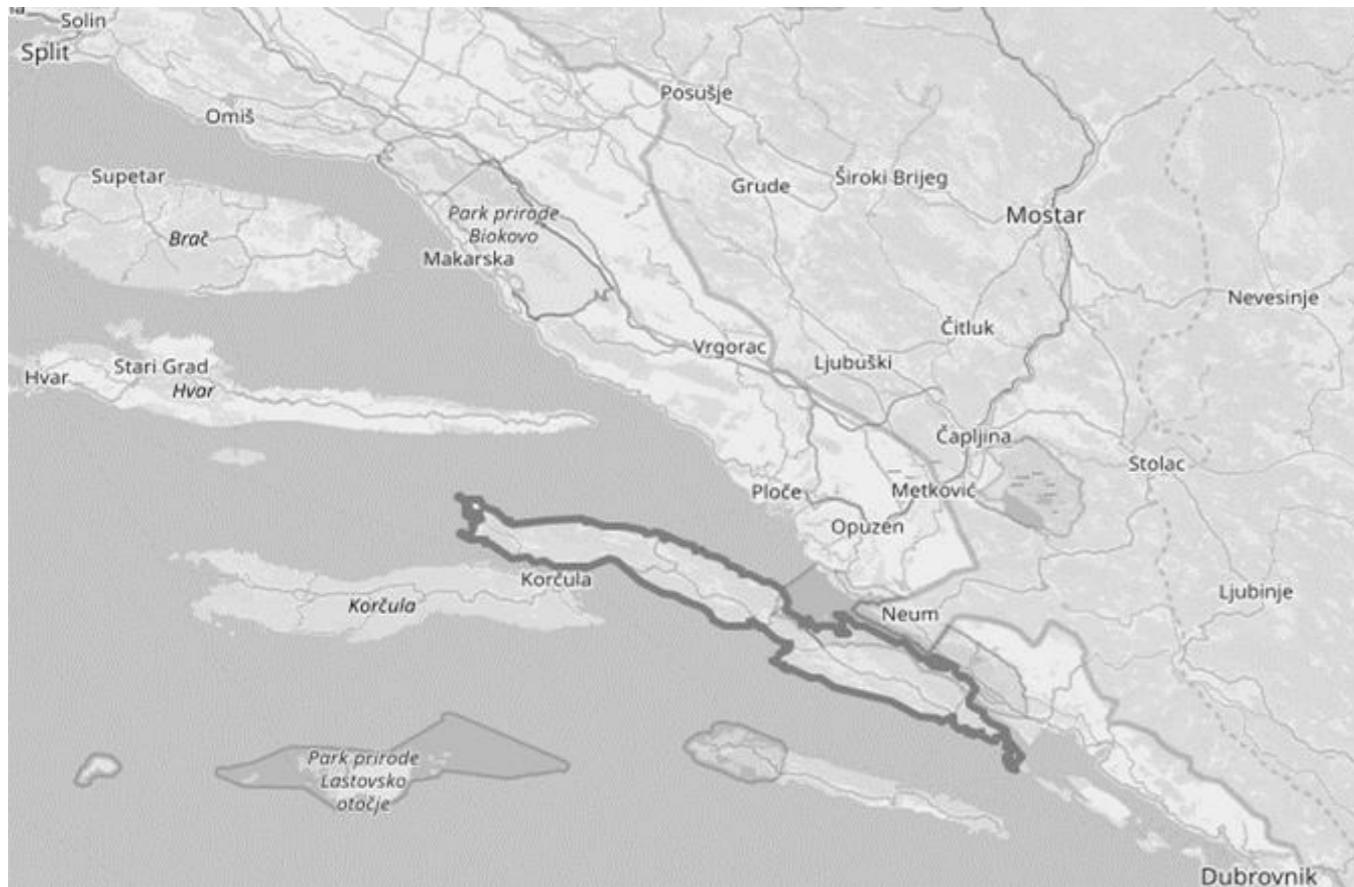 Solin
Split
Posušje
Omiš
Supetar
Grude
Široki Brijeg
Mostar
Park prirode
Biokovo
Brač
Makarska
Nevesinje
Čitluk
Vrgorac
Ljubuški
Stari Grad
Hvar
Hvar
Čapljina
Stolac
Ploče
Metković
Opuzen
Korčula
Korčula
Neum
Ljubinje
Park prirode
Lastovsko
otočje
Dubrovnik